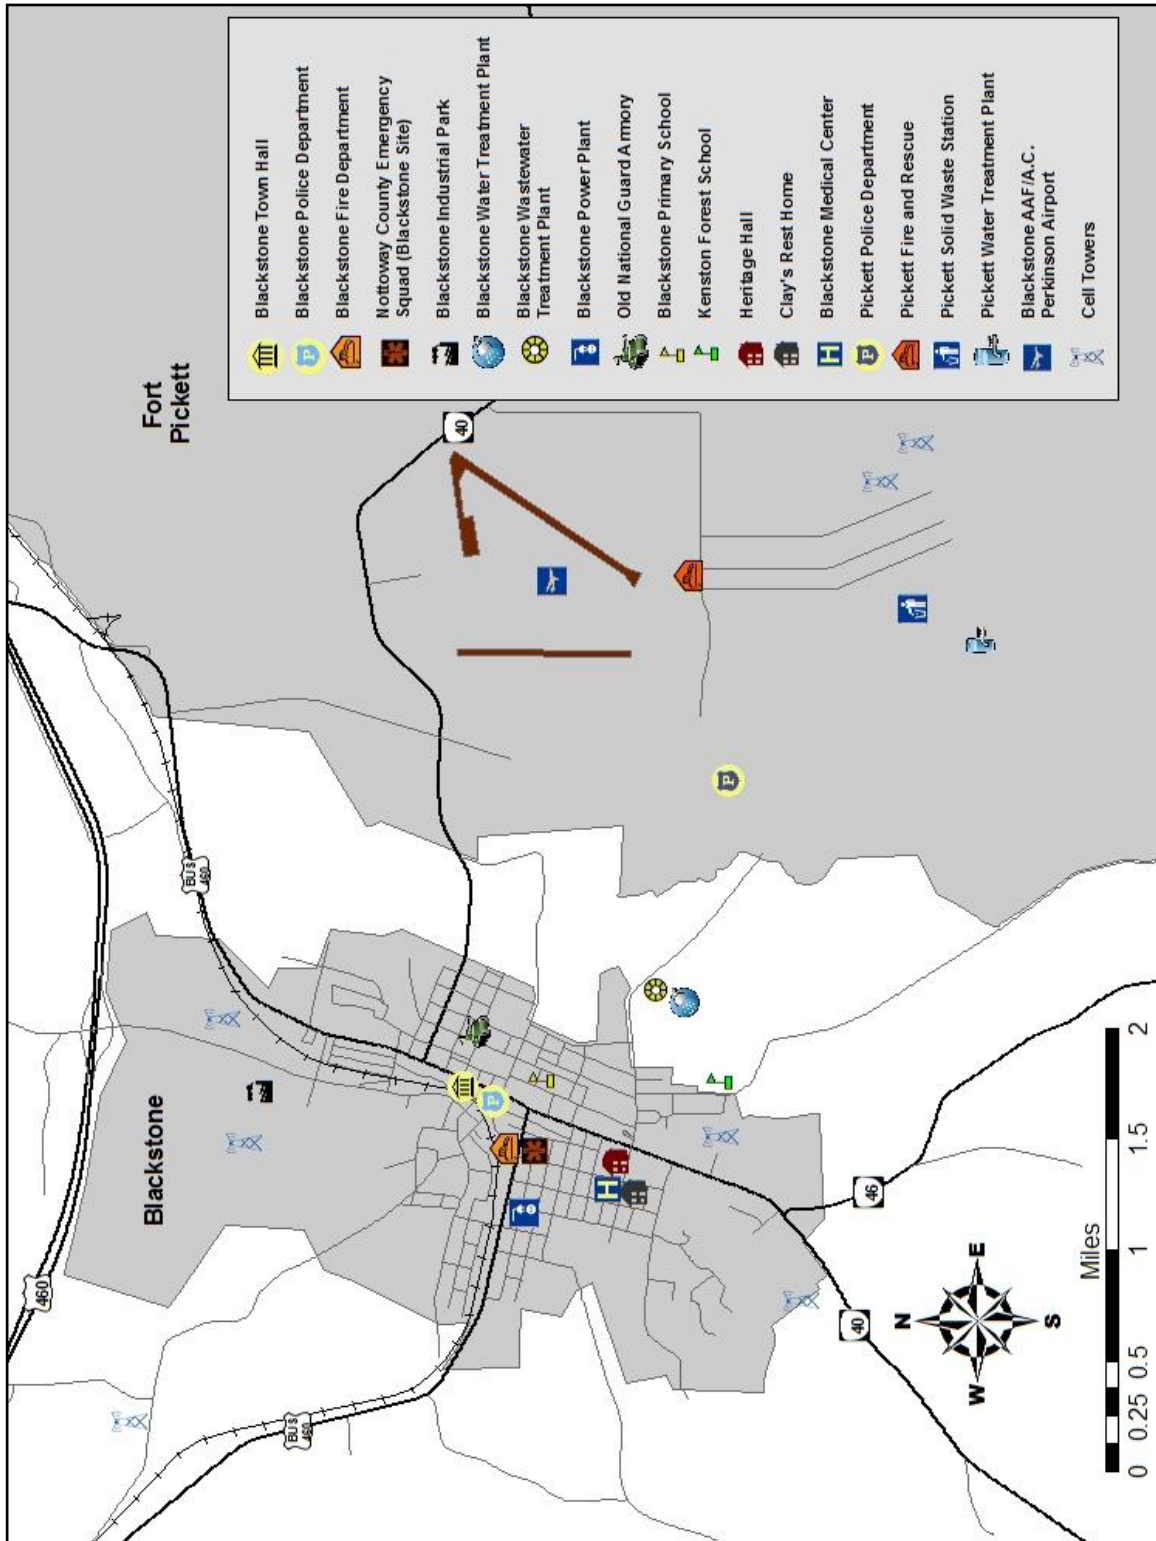 460
BUS
460
BUS
460
Blackstone
Fort
Pickett
40
40
46
N
W
E
S
Miles
0 0.25 0.5 1 1.5 2
Blackstone Town Hall
Blackstone Police Department
Blackstone Fire Department
Nottoway County Emergency
Squad (Blackstone Site)
Blackstone Industrial Park
Blackstone Water Treatment Plant
Blackstone Wastewater
Treatment Plant
Blackstone Power Plant
Old National Guard Armory
Blackstone Primary School
Kenston Forest School
Heritage Hall
Clay's Rest Home
Blackstone Medical Center
Pickett Police Department
Pickett Fire and Rescue
Pickett Solid Waste Station
Pickett Water Treatment Plant
Blackstone AAF/A.C.
Perkinson Airport
Cell Towers
P
P
H
P
P
H